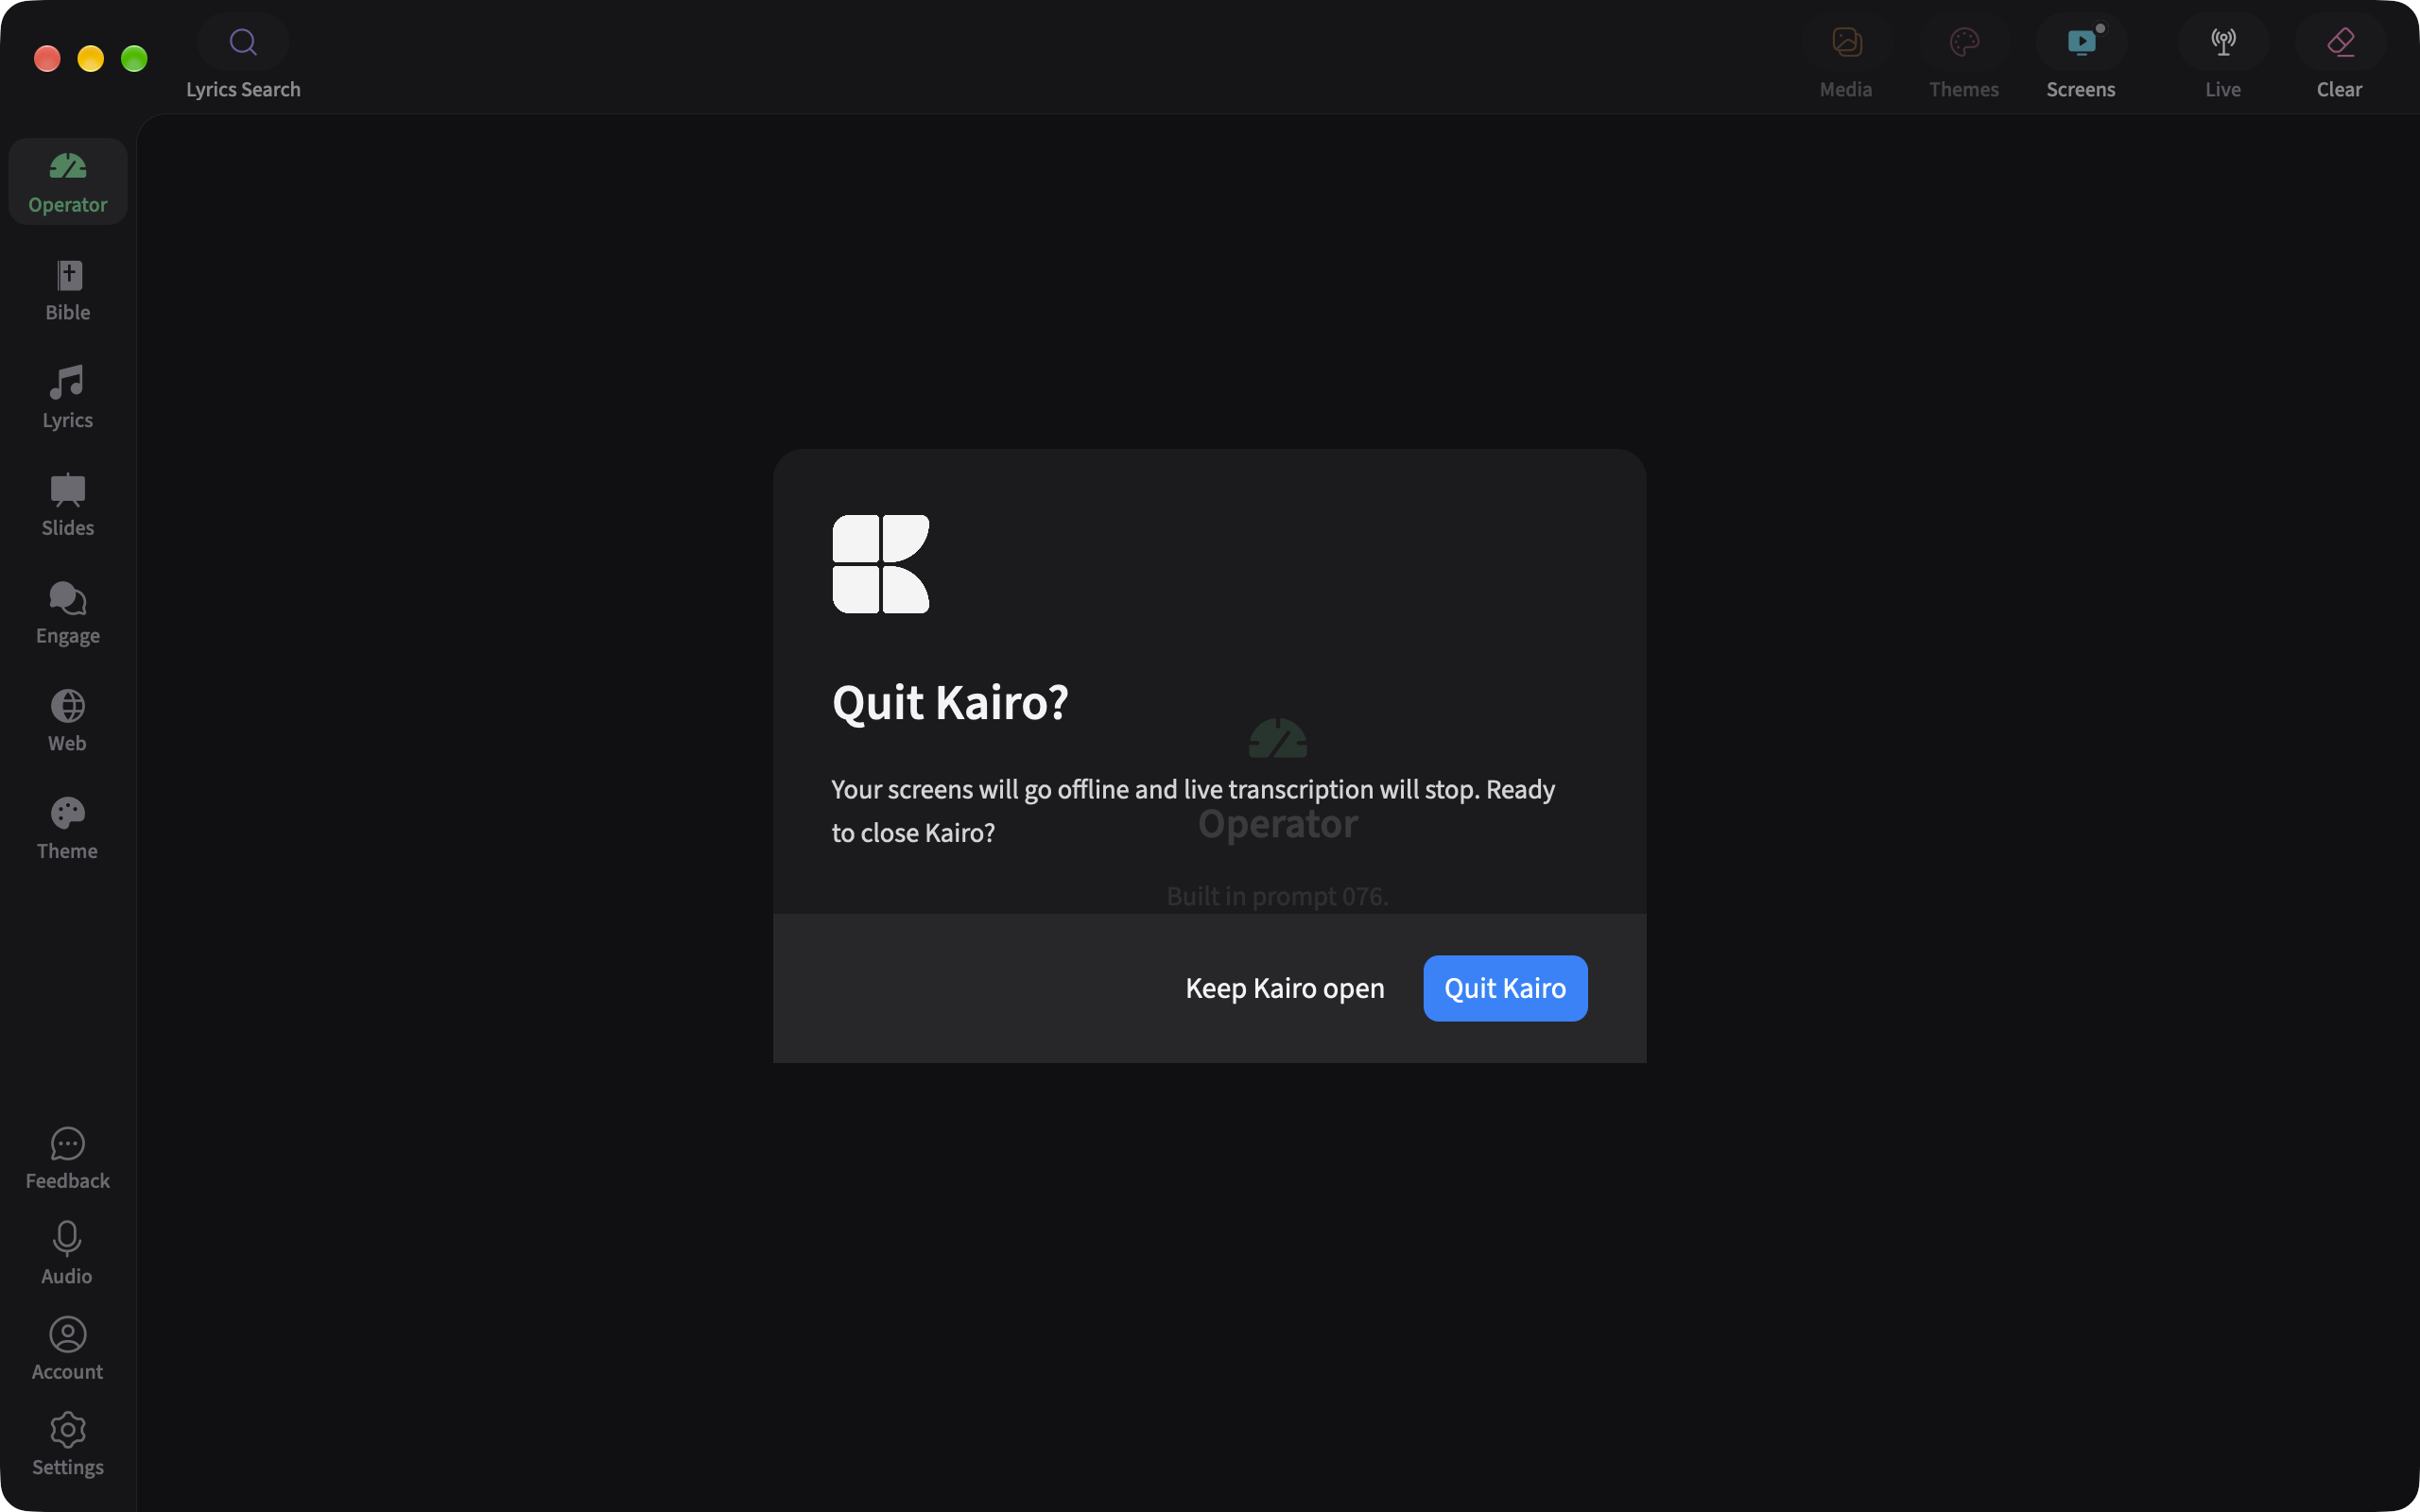 Lyrics Search
Media
Themes
Screens
Live
Clear
Operator
Bible
Lyrics
Slides
Engage
Web
Theme
Feedback
Audio
Account
Settings
Quit Kairo?
Your screens will go offline and live transcription will stop. Ready
to close Kairo?
Operator
Built in prompt 076.
Keep Kairo open
Quit Kairo